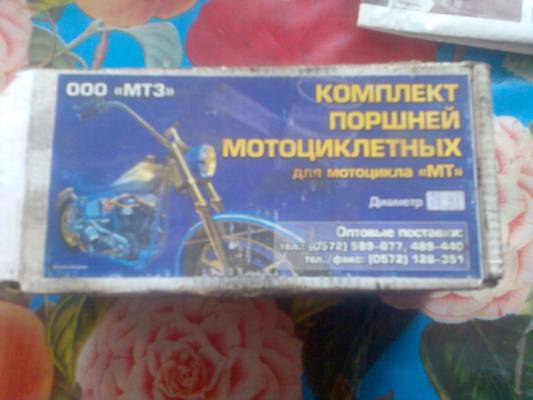 ООО «МТЗ»
КОМПЛЕКТ
ПОРШНЕЙ
МОТОЦИКЛЕТНЫХ
для мотоцикла «МТ»
Диаметр
Оптовые поставки:
тел.: (0572) 589-077, 489-440
тел./факс: (0572) 126-351